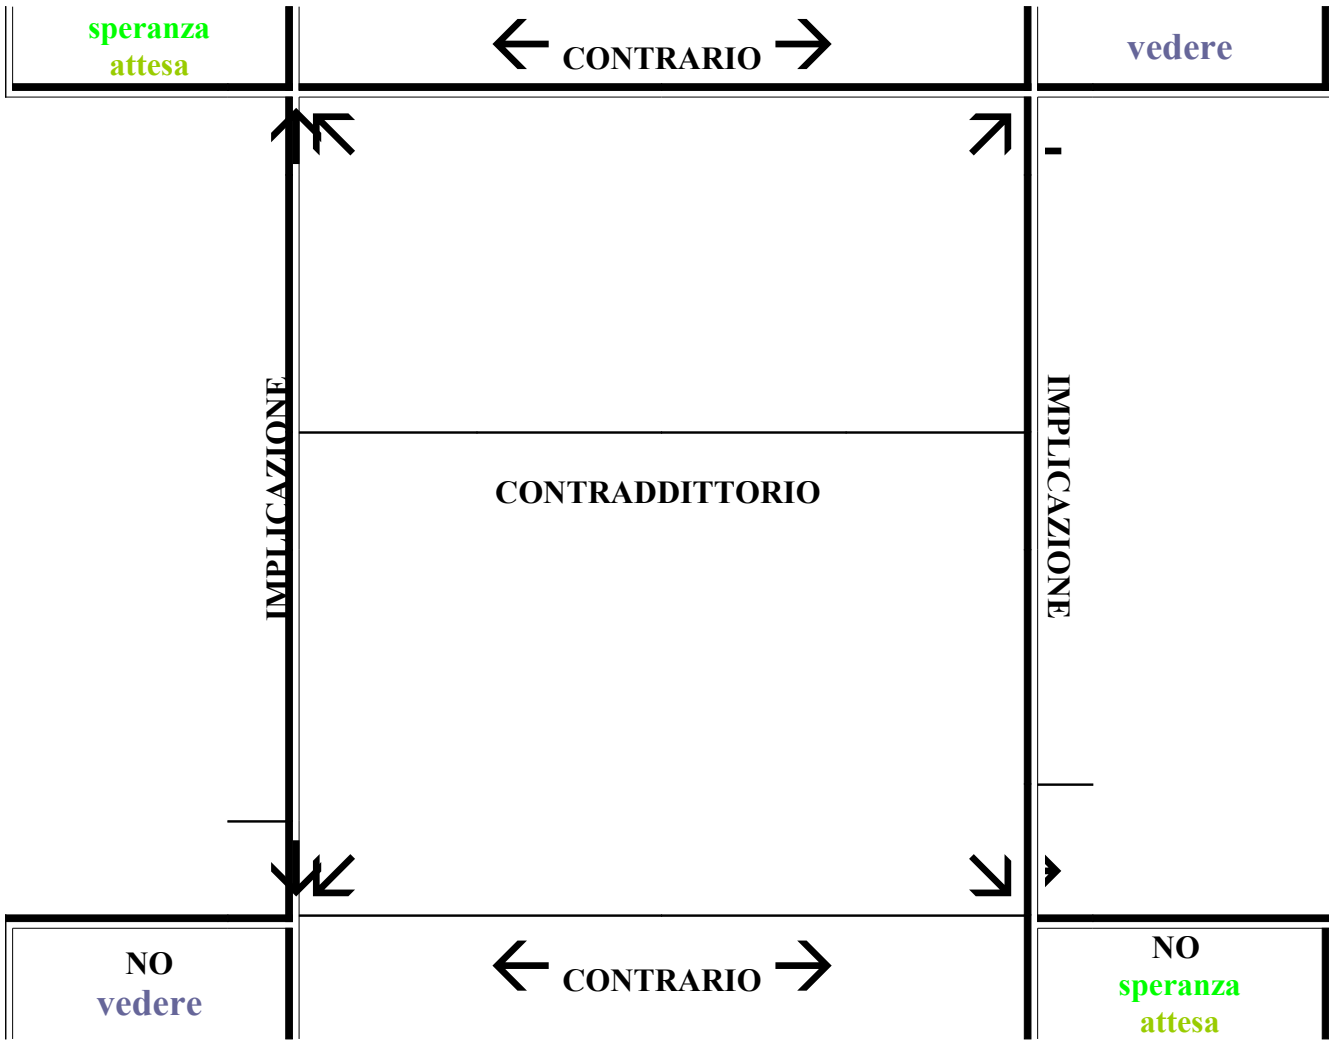 speranza
attesa
CONTRARIO
vedere
IMPLICAZIONE
CONTRADDITTORIO
IMPLICAZIONE
NO
vedere
CONTRARIO
NO
speranza
attesa